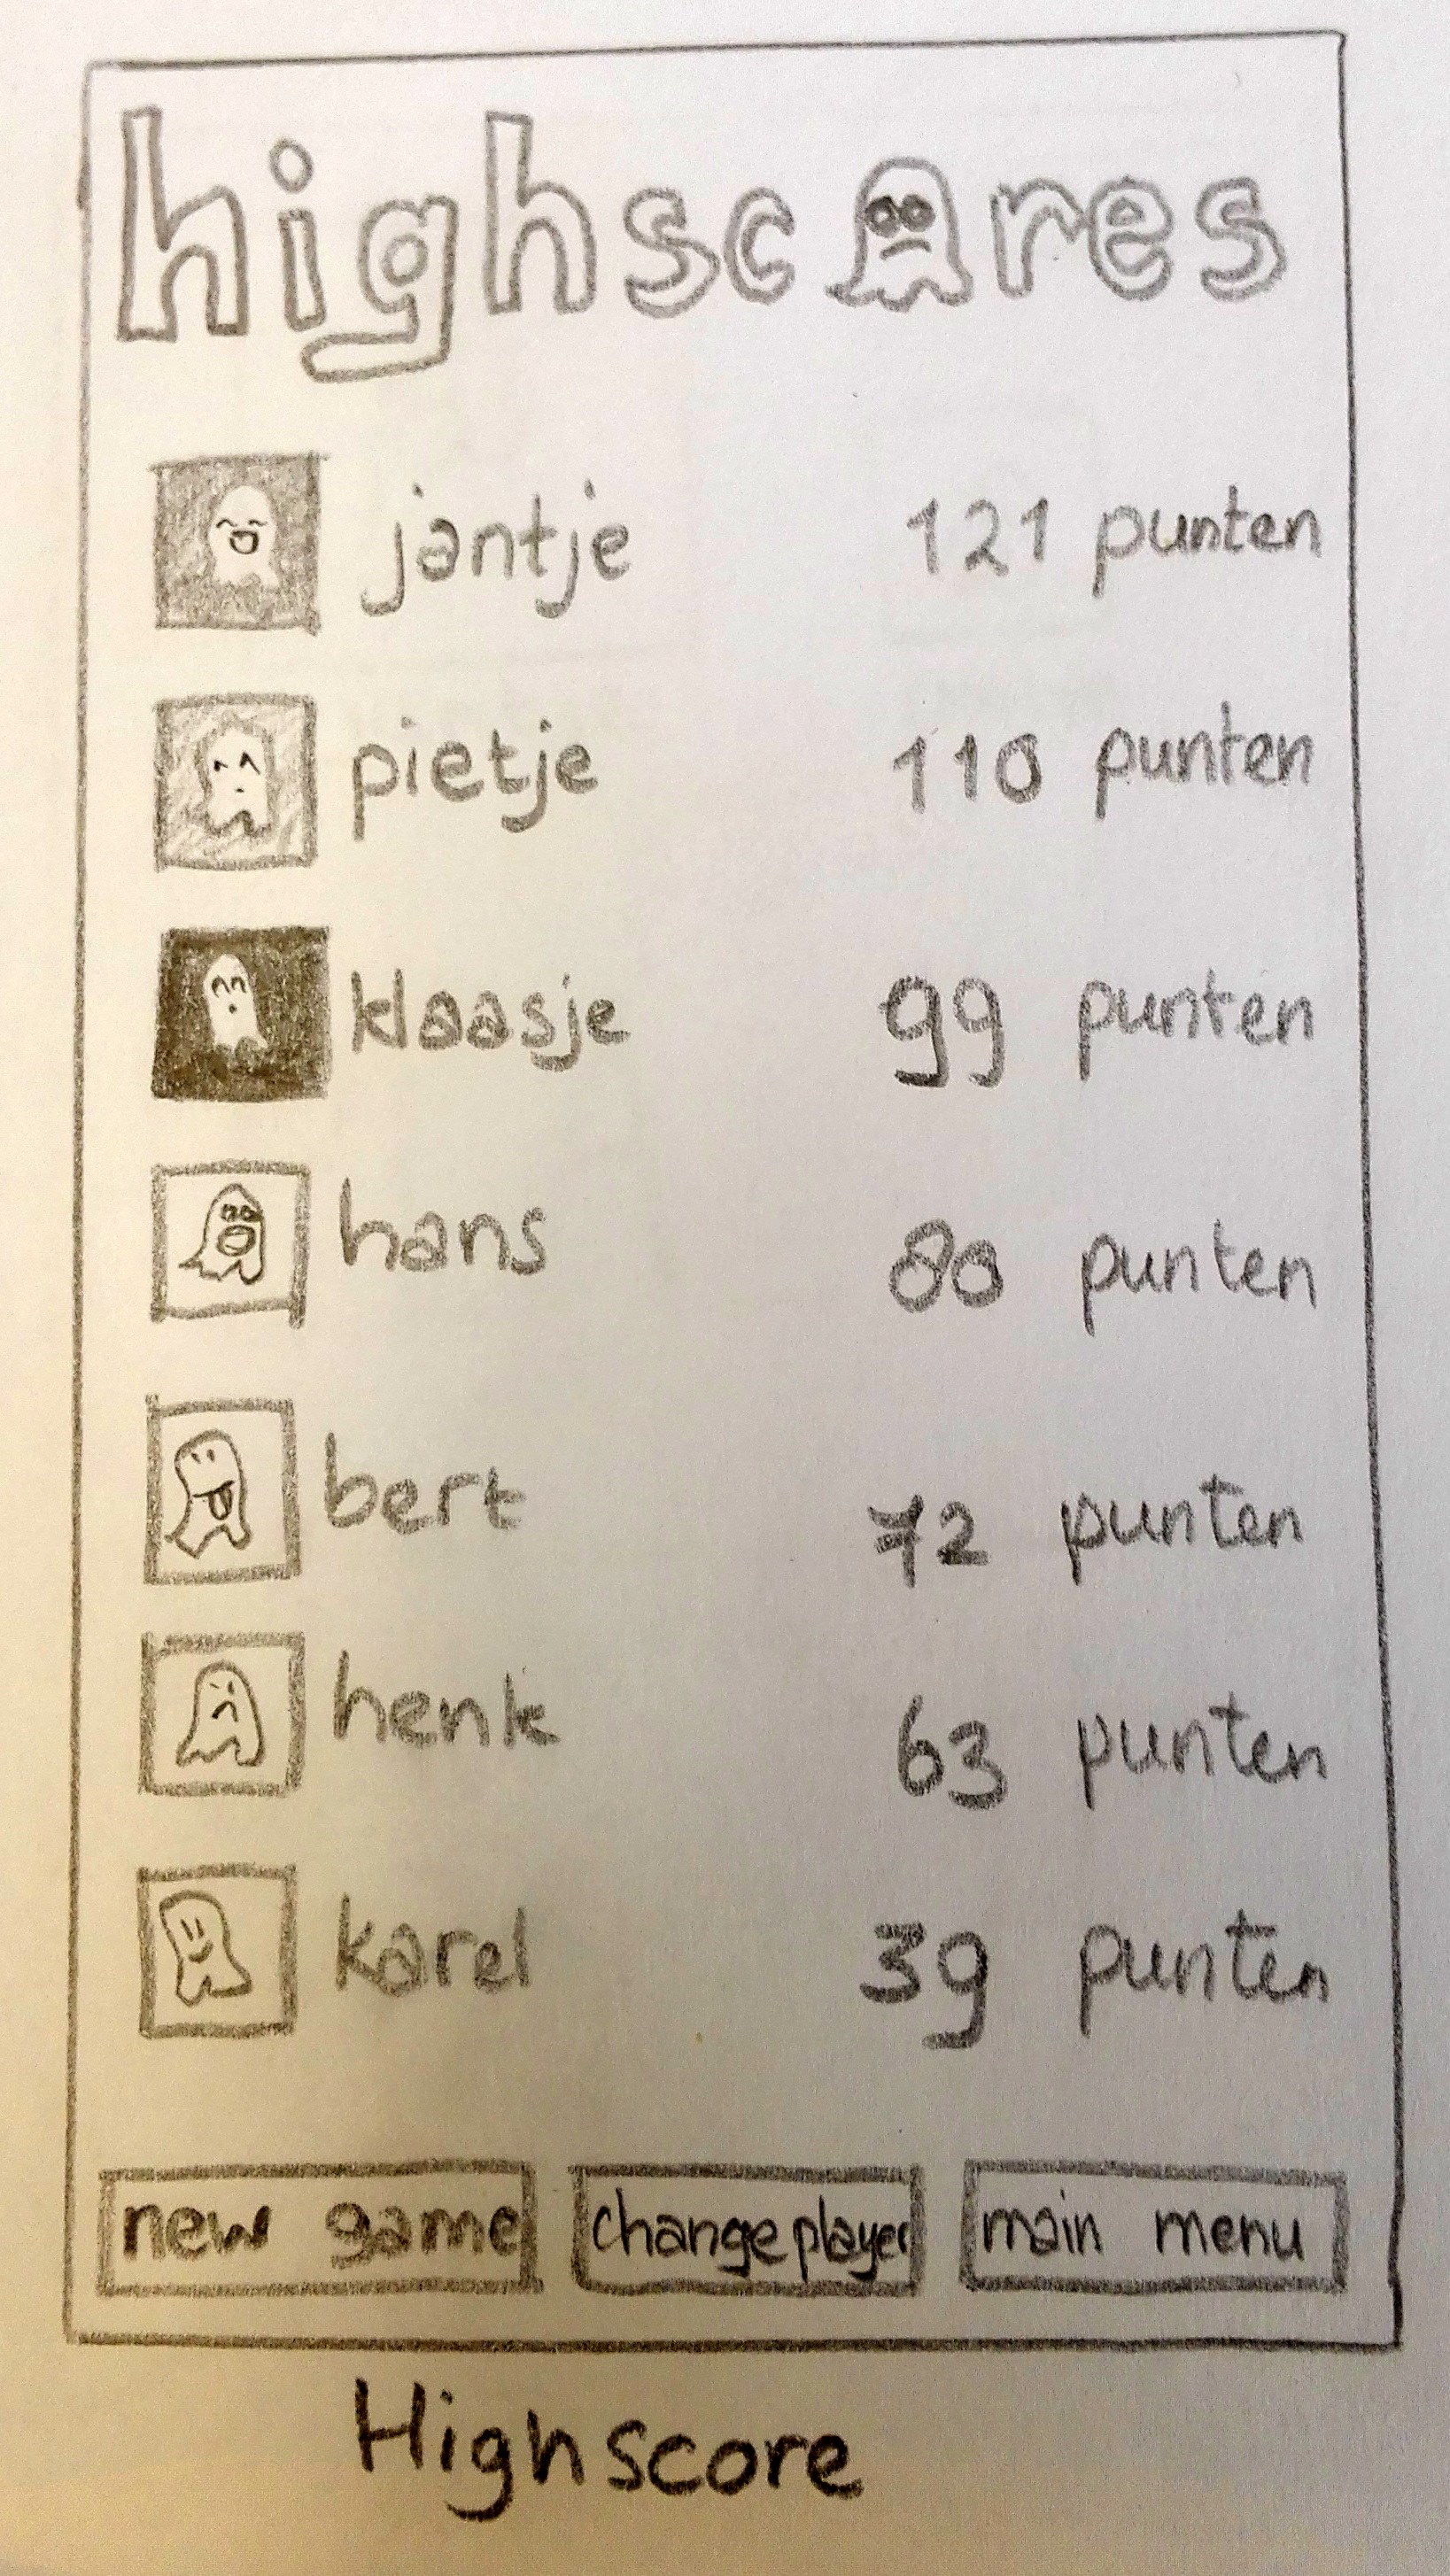 highscores
jantje 121 punten
pietje 110 punten
klaasje 99 punten
hans 80 punten
bert 72 punten
henk 63 punten
karel 39 punten
new game change player main menu
Highscore